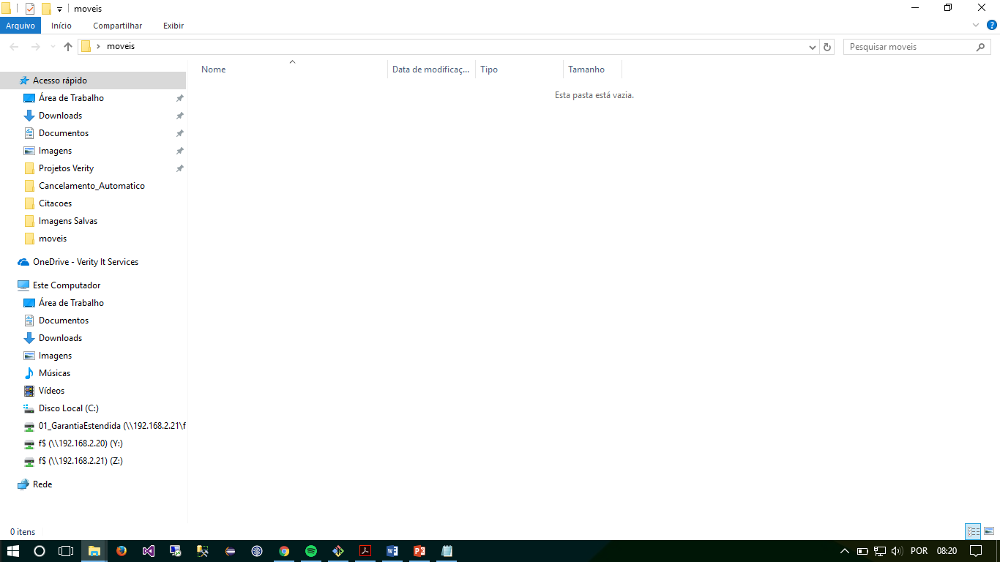 moveis
Arquivo Início Compartilhar Exibir
moveis
Pesquisar moveis
Nome Data de modificaç... Tipo Tamanho
Esta pasta está vazia.
Acesso rápido
Área de Trabalho
Downloads
Documentos
Imagens
Projetos Verity
Cancelamento_Automatico
Citacoes
Imagens Salvas
moveis
OneDrive - Verity It Services
Este Computador
Área de Trabalho
Documentos
Downloads
Imagens
Músicas
Vídeos
Disco Local (C:)
01_GarantiaEstendida (\\192.168.2.21\f
f$ (\\192.168.2.20) (Y:)
f$ (\\192.168.2.21) (Z:)
Rede
0 itens
POR 08:20